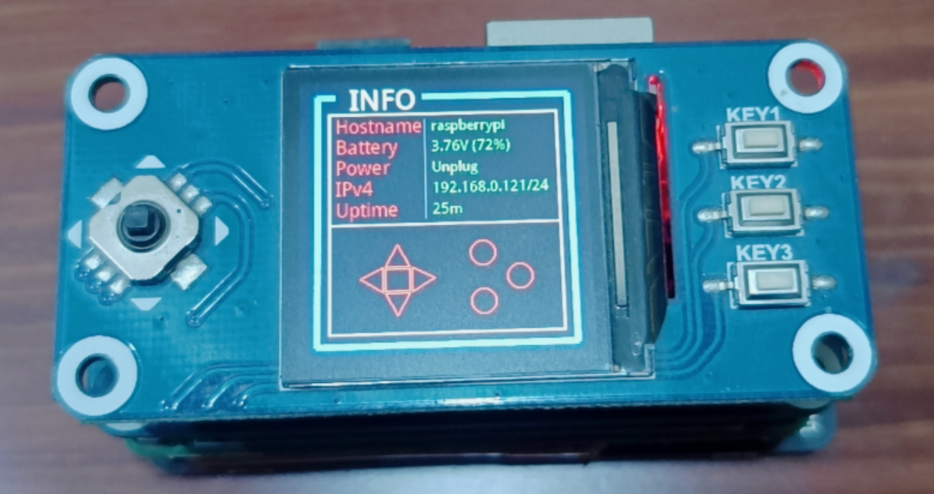 INFO
Hostname raspberrypi
Battery 3.76V (72%)
Power Unplug
IPv4 192.168.0.121/24
Uptime 25m
KEY1
KEY2
KEY3